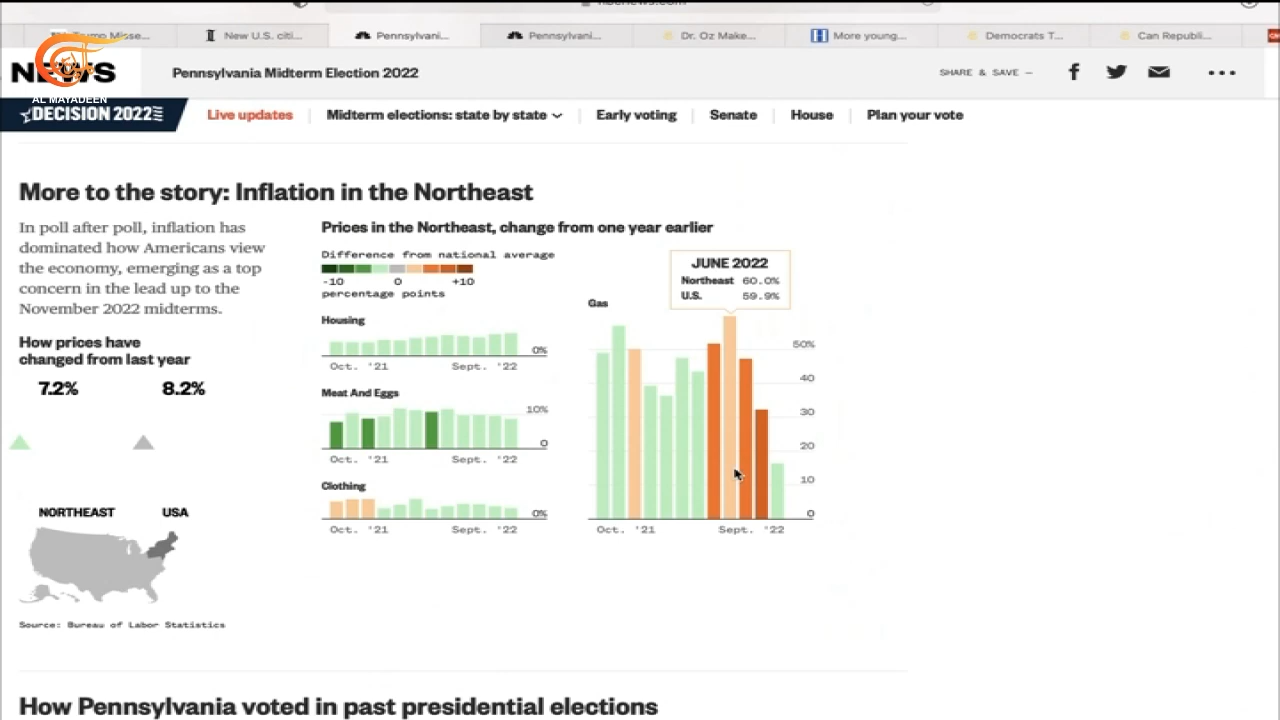 Trump Misse...
New U.S. citi...
Pennsylvani...
Pennsylvani...
Dr. Oz Make...
More young...
Democrats T...
Can Republi...
NEWS
AL MAYADEEN
Pennsylvania Midterm Election 2022
SHARE & SAVE —
DECISION 2022
Live updates
Midterm elections: state by state
Early voting
Senate
House
Plan your vote
More to the story: Inflation in the Northeast
In poll after poll, inflation has
dominated how Americans view
the economy, emerging as a top
concern in the lead up to the
November 2022 midterms.
How prices have
changed from last year
7.2%
8.2%
NORTHEAST
USA
Source: Bureau of Labor Statistics
Prices in the Northeast, change from one year earlier
Difference from national average
-10
0
+10
percentage points
Housing
0%
Oct. '21
Sept. '22
Meat And Eggs
10%
0
Oct. '21
Sept. '22
Clothing
0%
Oct. '21
Sept. '22
JUNE 2022
Northeast 60.0%
U.S. 59.9%
Gas
50%
40
30
20
10
0
Oct. '21
Sept. '22
How Pennsylvania voted in past presidential elections